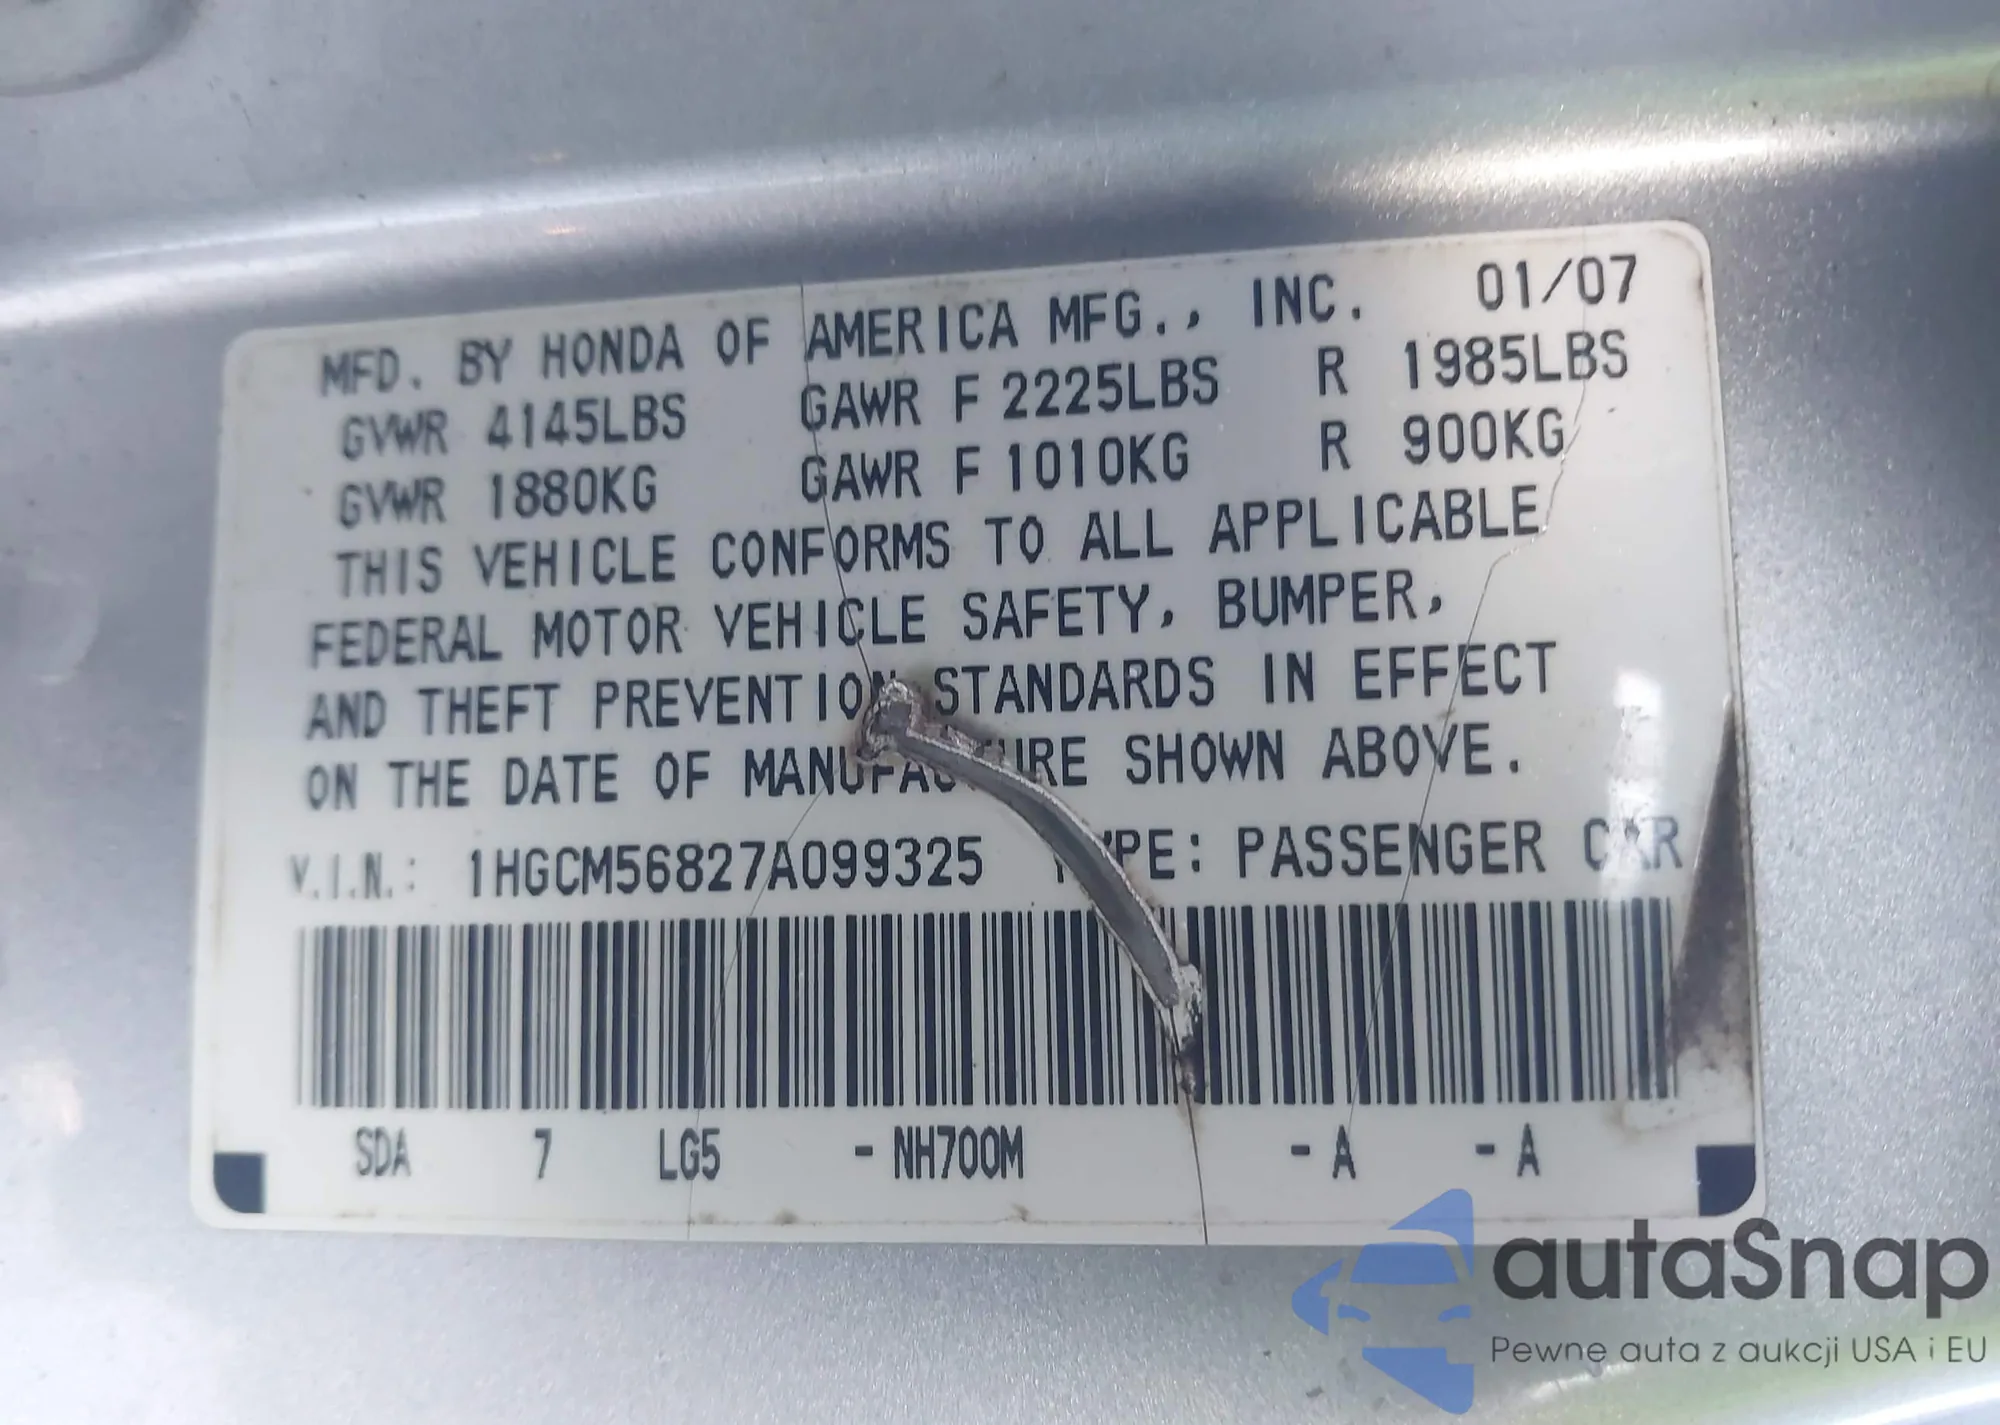 MFD. BY HONDA OF AMERICA MFG., INC. 01/07
GVWR 4145LBS GAWR F 2225LBS R 1985LBS
GVWR 1880KG GAWR F 1010KG R 900KG
THIS VEHICLE CONFORMS TO ALL APPLICABLE
FEDERAL MOTOR VEHICLE SAFETY, BUMPER,
AND THEFT PREVENTION STANDARDS IN EFFECT
ON THE DATE OF MANUFACTURE SHOWN ABOVE.
V.I.N.: 1HGCM56827A099325 TYPE: PASSENGER CAR
SDA 7 LG5 - NH700M - A - A
autaSnap
Pewne auta z aukcji USA i EU